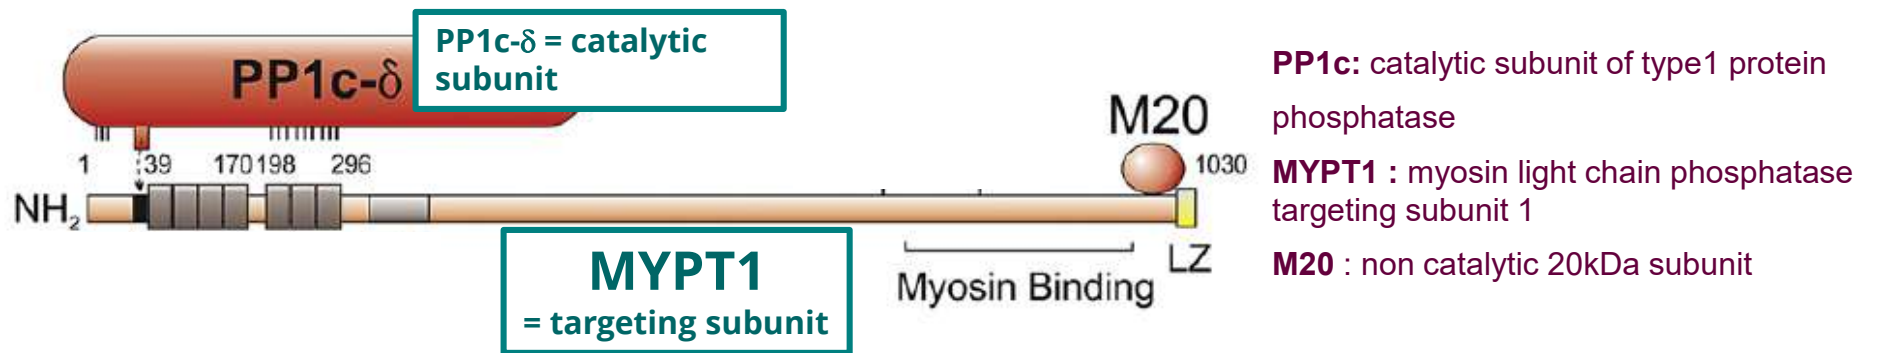 PP1c-δ
PP1c-δ = catalytic
subunit
1 39 170 198 296
NH2
M20
1030
LZ
Myosin Binding
MYPT1
= targeting subunit
PP1c: catalytic subunit of type1 protein
phosphatase
MYPT1 : myosin light chain phosphatase
targeting subunit 1
M20 : non catalytic 20kDa subunit